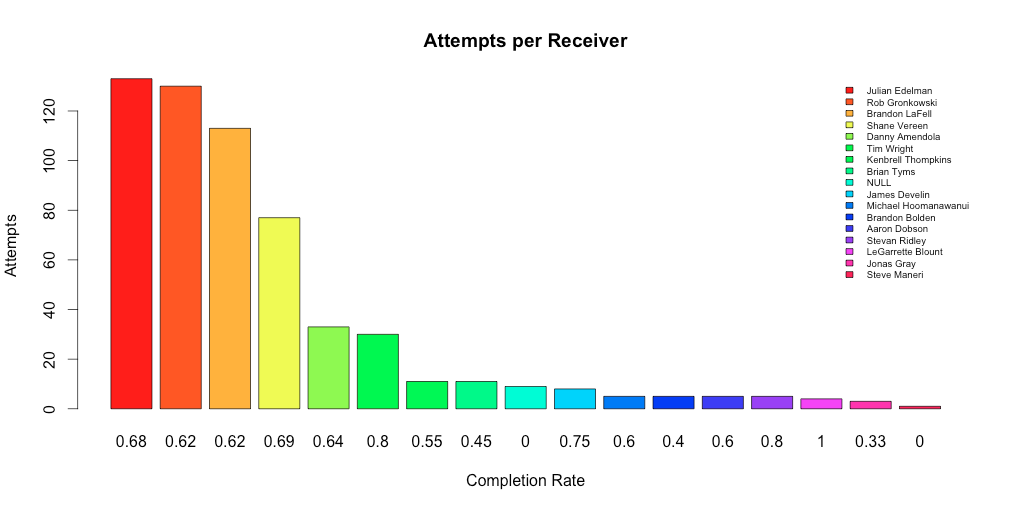 Attempts per Receiver
Julian Edelman
Rob Gronkowski
Brandon LaFell
Shane Vereen
Danny Amendola
Tim Wright
Kenbrell Thompkins
Brian Tyms
NULL
James Develin
Michael Hoomanawanui
Brandon Bolden
Aaron Dobson
Stevan Ridley
LeGarrette Blount
Jonas Gray
Steve Maneri
Attempts
120
100
80
60
40
20
0
0.68 0.62 0.62 0.69 0.64 0.8 0.55 0.45 0 0.75 0.6 0.4 0.6 0.8 1 0.33 0
Completion Rate